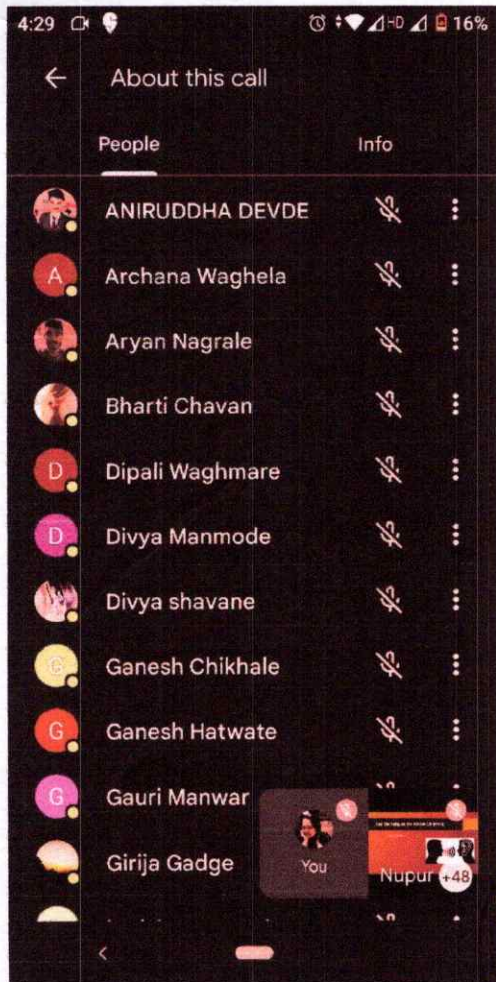 4:29 HD 16%
About this call
People Info
ANIRUDDHA DEVDE
A Archana Waghela
Aryan Nagrale
Bharti Chavan
D Dipali Waghmare
D Divya Manmode
Divya shavane
G Ganesh Chikhale
G Ganesh Hatwate
G Gauri Manwar
Girija Gadge
You Nupur +48